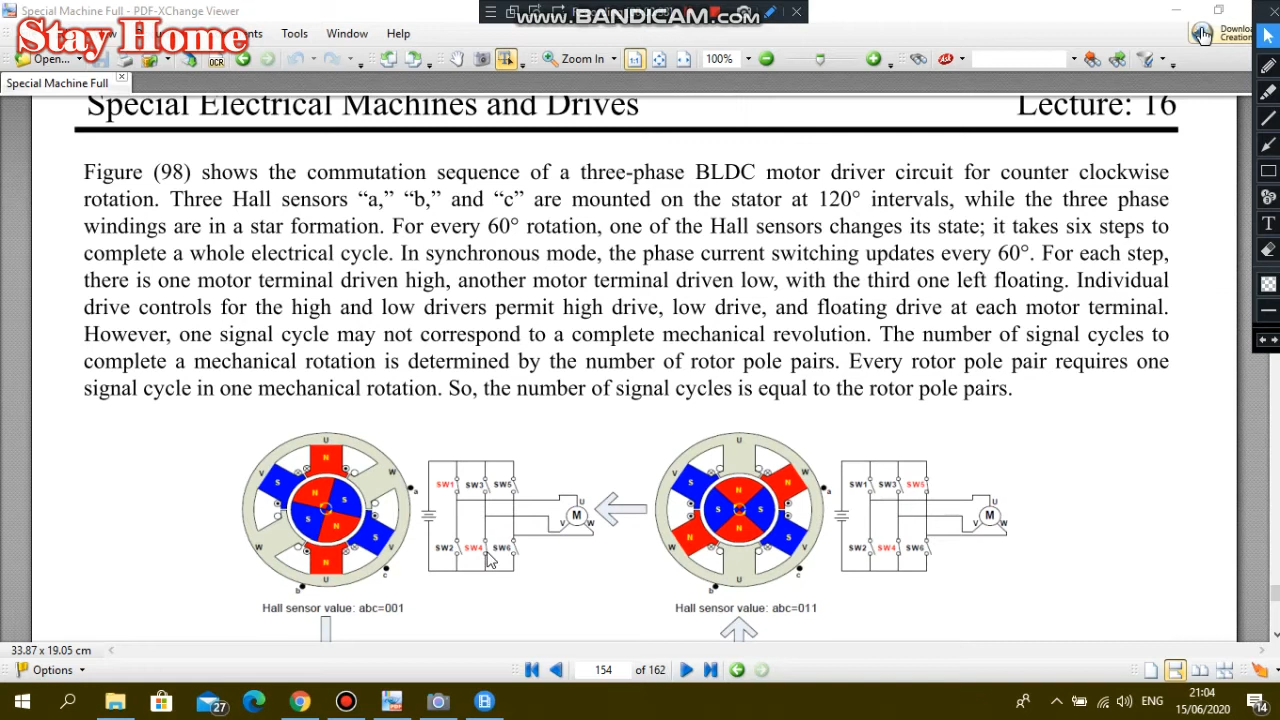 Special Machine Full - PDF-XChange Viewer
www.BANDICAM.com
Stay Home
Tools Window Help
Download
Creation
Open...
OCR
Zoom In
1:1
100%
Special Machine Full
Special Electrical Machines and Drives Lecture: 16
Figure (98) shows the commutation sequence of a three-phase BLDC motor driver circuit for counter clockwise
rotation. Three Hall sensors “a,” “b,” and “c” are mounted on the stator at 120° intervals, while the three phase
windings are in a star formation. For every 60° rotation, one of the Hall sensors changes its state; it takes six steps to
complete a whole electrical cycle. In synchronous mode, the phase current switching updates every 60°. For each step,
there is one motor terminal driven high, another motor terminal driven low, with the third one left floating. Individual
drive controls for the high and low drivers permit high drive, low drive, and floating drive at each motor terminal.
However, one signal cycle may not correspond to a complete mechanical revolution. The number of signal cycles to
complete a mechanical rotation is determined by the number of rotor pole pairs. Every rotor pole pair requires one
signal cycle in one mechanical rotation. So, the number of signal cycles is equal to the rotor pole pairs.
U U
N
V W V W
S S N
SW1 SW3 SW5 SW1 SW3 SW5
N S a N a
U U
M S S M
S N V W N V W
S N S
W V W V
SW2 SW4 SW6 SW2 SW4 SW6
N
c c
U U
b b
Hall sensor value: abc=001 Hall sensor value: abc=011
33.87 x 19.05 cm
Options
154 of 162
27
ENG
21:04
15/06/2020
14